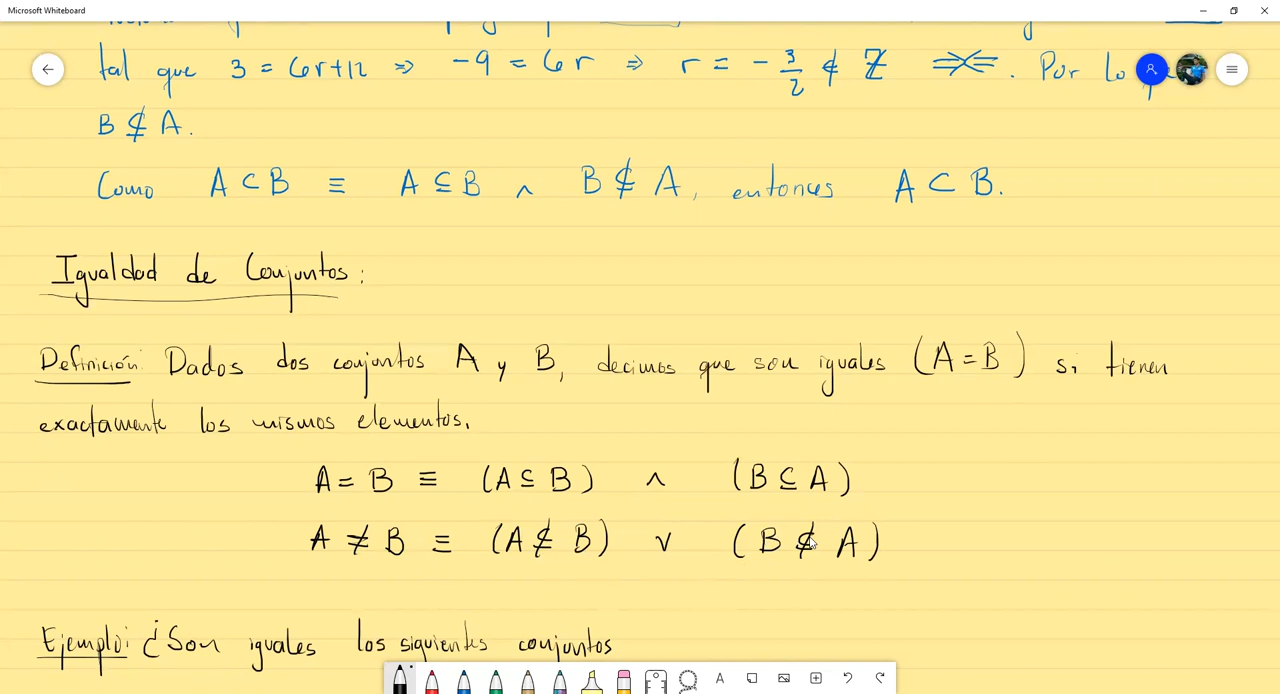 Microsoft Whiteboard
tal que 3 = 6r+12 ⇒ -9 = 6r ⇒ r = -3/2 ∉ ℤ ⇒⇐. Por lo
B ⊈ A.
Como A ⊂ B ≡ A ⊆ B ∧ B ⊈ A, entonces A ⊂ B.
Igualdad de Conjuntos:
Definición: Dados dos conjuntos A y B, decimos que son iguales (A = B) si tienen
exactamente los mismos elementos.
A = B ≡ (A ⊆ B) ∧ (B ⊆ A)
A ≠ B ≡ (A ⊈ B) ∨ (B ⊈ A)
Ejemplo: ¿Son iguales los siguientes conjuntos